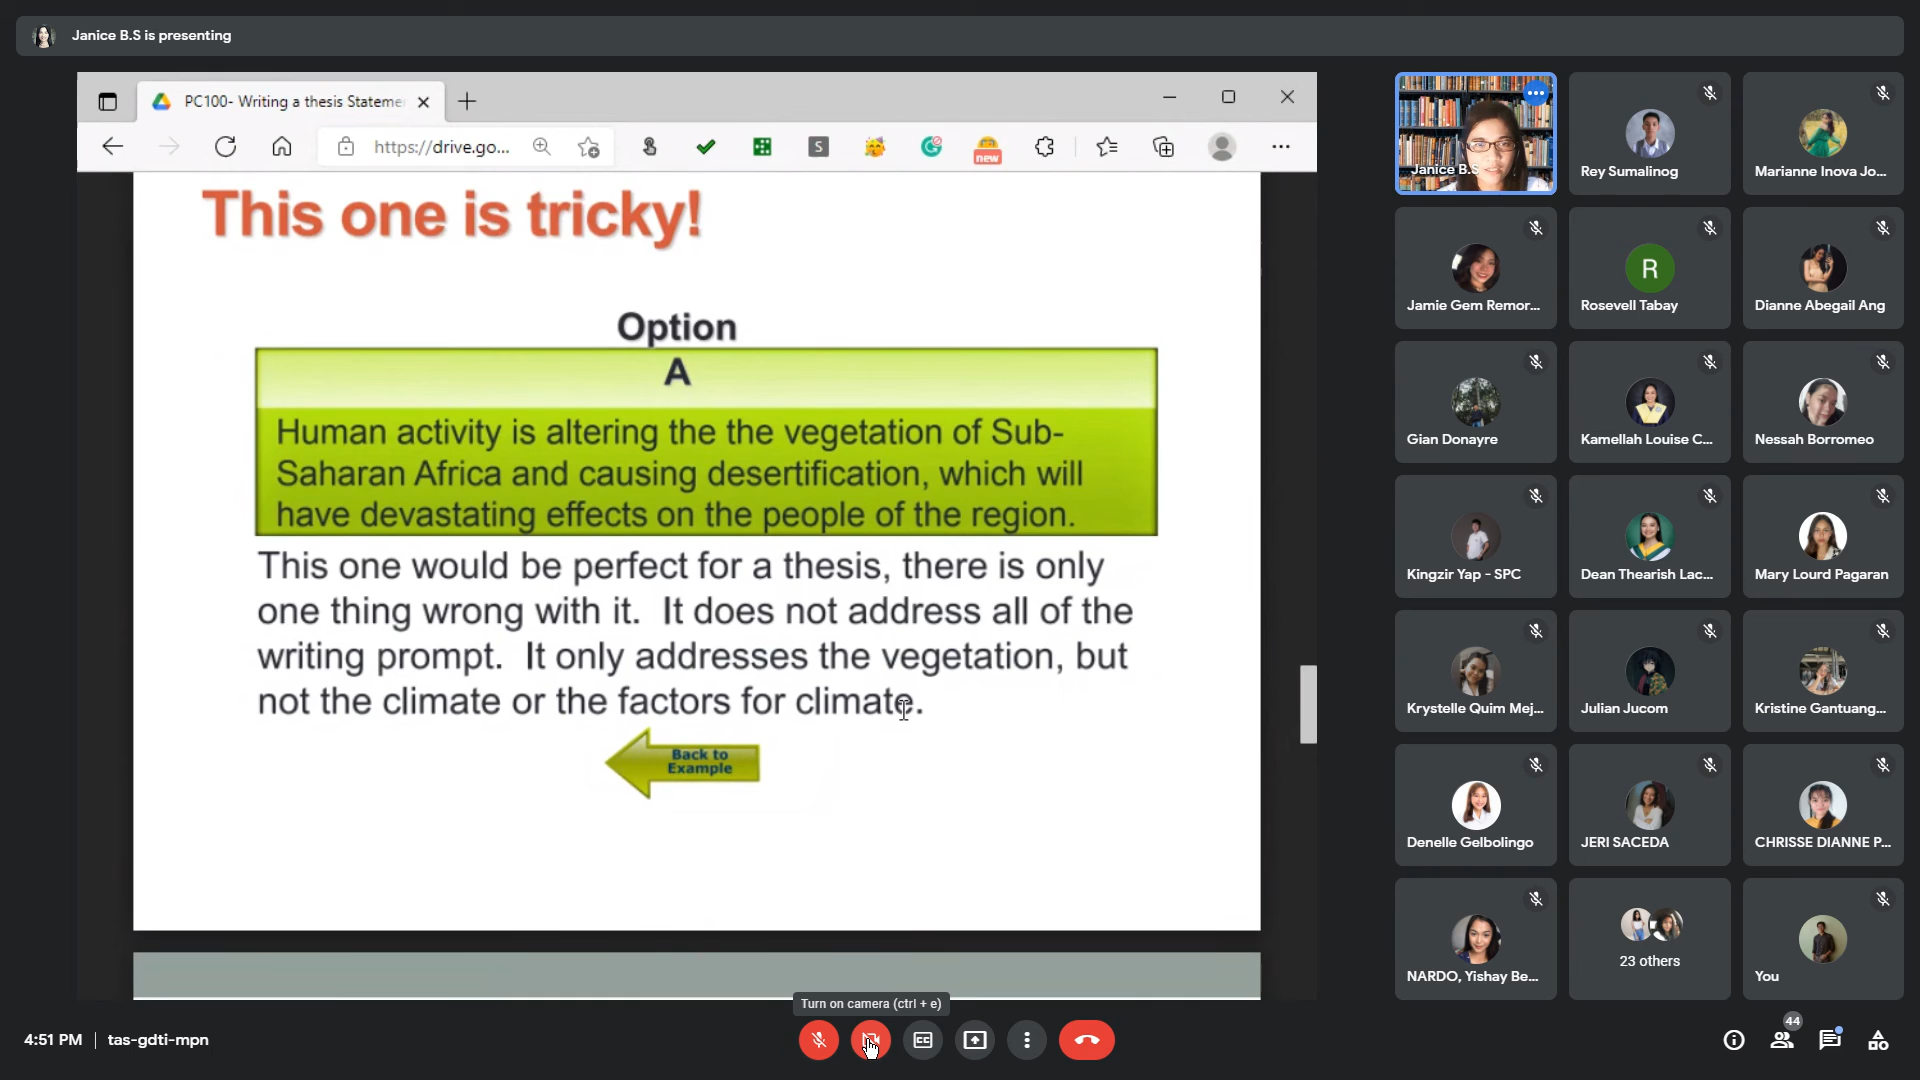 Janice B.S is presenting
PC100- Writing a thesis Stateme
https://drive.go...
S
new
This one is tricky!
Option
A
Human activity is altering the the vegetation of Sub-
Saharan Africa and causing desertification, which will
have devastating effects on the people of the region.
This one would be perfect for a thesis, there is only
one thing wrong with it. It does not address all of the
writing prompt. It only addresses the vegetation, but
not the climate or the factors for climate.
Back to
Example
Janice B.S
Rey Sumalinog
Marianne Inova Jo...
Jamie Gem Remor...
R
Rosevell Tabay
Dianne Abegail Ang
Gian Donayre
Kamellah Louise C...
Nessah Borromeo
Kingzir Yap - SPC
Dean Thearish Lac...
Mary Lourd Pagaran
Krystelle Quim Mej...
Julian Jucom
Kristine Gantuang...
Denelle Gelbolingo
JERI SACEDA
CHRISSE DIANNE P...
NARDO, Yishay Be...
23 others
You
Turn on camera (ctrl + e)
4:51 PM | tas-gdti-mpn
CC
44